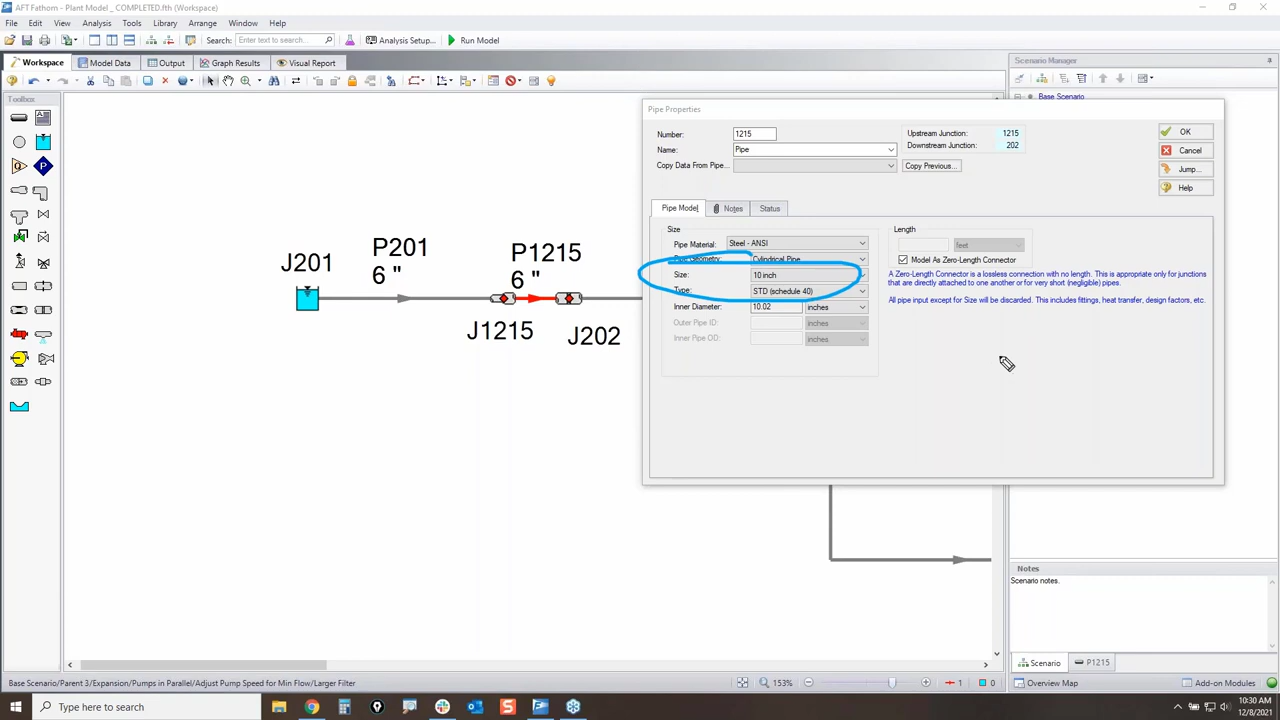 AFT Fathom - Plant Model _ COMPLETED.fth (Workspace)
File Edit View Analysis Tools Library Arrange Window Help
Search: Enter text to search... Analysis Setup... Run Model
Workspace Model Data Output Graph Results Visual Report
Toolbox
Scenario Manager
Base Scenario
Pipe Properties
Number: 1215
Upstream Junction: 1215
Name: Pipe
Downstream Junction: 202
Copy Data From Pipe...
Copy Previous...
OK
Cancel
Jump...
Help
Pipe Model Notes Status
Size
Pipe Material: Steel - ANSI
Pipe Geometry: Cylindrical Pipe
Size: 10 inch
Type: STD (schedule 40)
Inner Diameter: 10.02 inches
Outer Pipe ID: inches
Inner Pipe OD: inches
Length
feet
Model As Zero-Length Connector
A Zero-Length Connector is a lossless connection with no length. This is appropriate only for junctions
that are directly attached to one another or for very short (negligible) pipes.
All pipe input except for Size will be discarded. This includes fittings, heat transfer, design factors, etc.
J201
P201
6 "
P1215
6 "
J1215
J202
Notes
Scenario notes.
Scenario P1215
Base Scenario/Parent 3/Expansion/Pumps in Parallel/Adjust Pump Speed for Min Flow/Larger Filter
153%
1
0
Overview Map
Add-on Modules
Type here to search
10:30 AM
12/8/2021